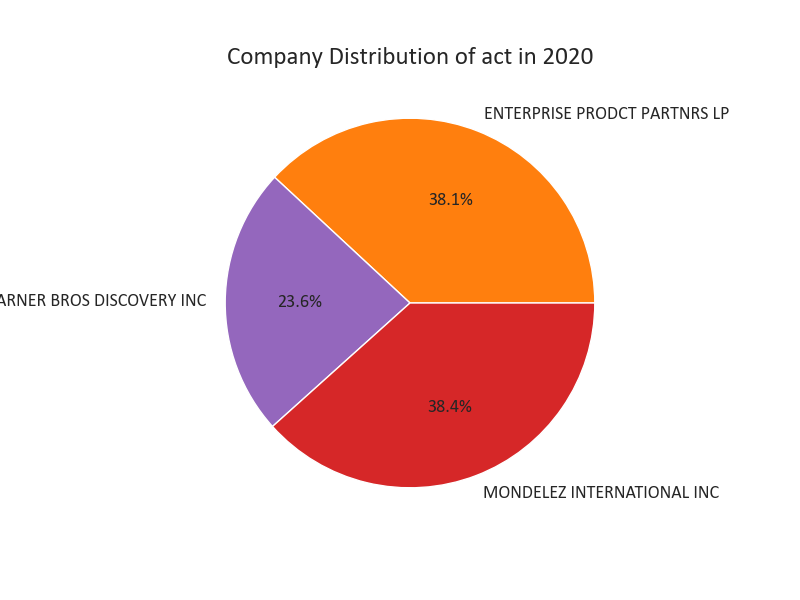 Company Distribution of act in 2020
ENTERPRISE PRODCT PARTNRS LP
38.1%
ARNER BROS DISCOVERY INC
23.6%
38.4%
MONDELEZ INTERNATIONAL INC